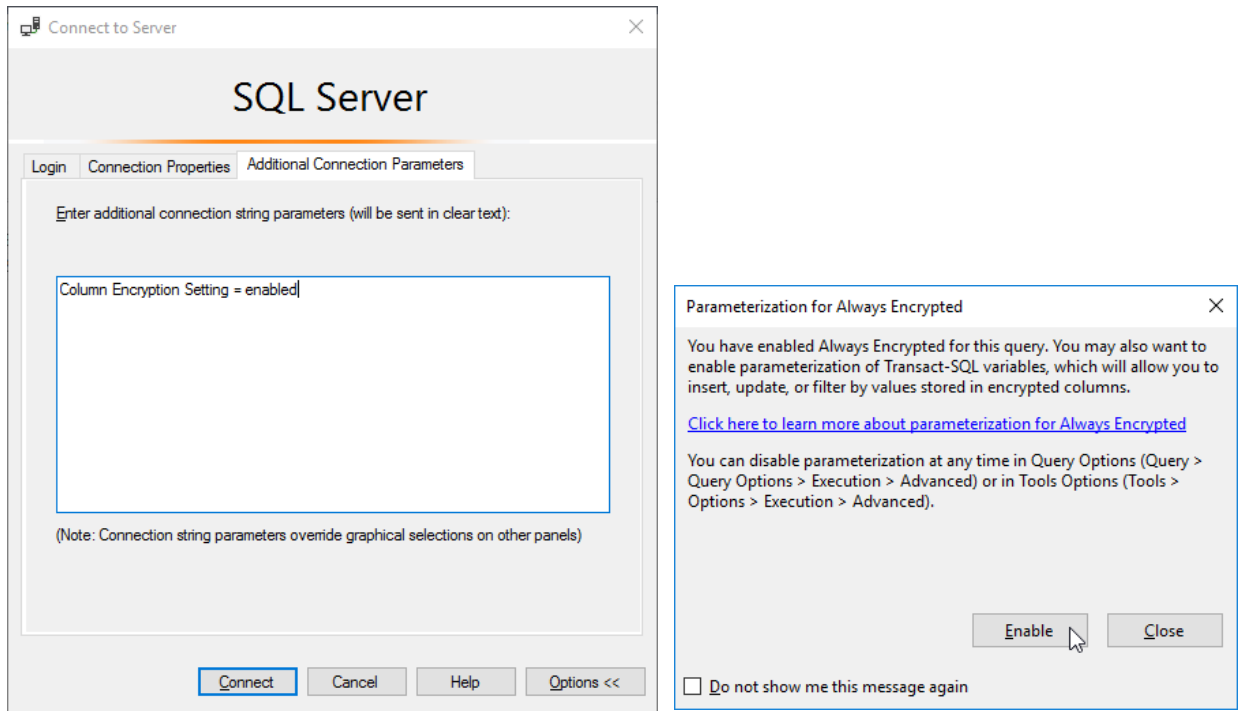 Connect to Server
SQL Server
Login Connection Properties Additional Connection Parameters
Enter additional connection string parameters (will be sent in clear text):
Column Encryption Setting = enabled
(Note: Connection string parameters override graphical selections on other panels)
Connect Cancel Help Options <<
Parameterization for Always Encrypted
You have enabled Always Encrypted for this query. You may also want to
enable parameterization of Transact-SQL variables, which will allow you to
insert, update, or filter by values stored in encrypted columns.
Click here to learn more about parameterization for Always Encrypted
You can disable parameterization at any time in Query Options (Query >
Query Options > Execution > Advanced) or in Tools Options (Tools >
Options > Execution > Advanced).
Enable Close
Do not show me this message again